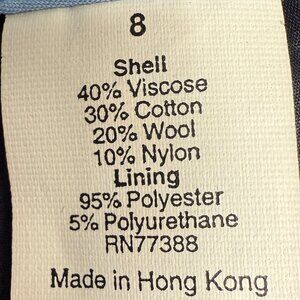 8
Shell
40% Viscose
30% Cotton
20% Wool
10% Nylon
Lining
95% Polyester
5% Polyurethane
RN77388
Made in Hong Kong